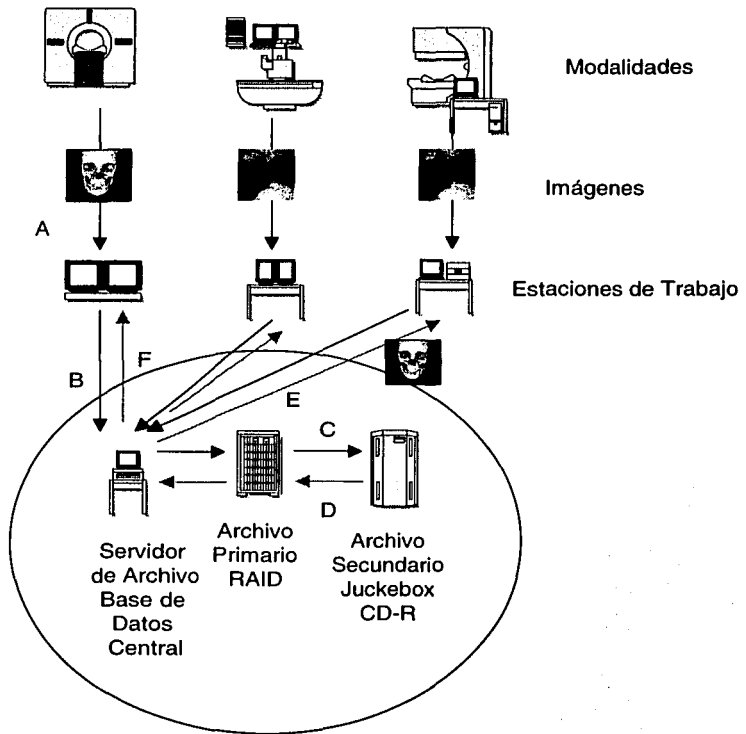 Modalidades
Imágenes
A
Estaciones de Trabajo
B
F
E
C
D
Servidor
de Archivo
Base de
Datos
Central
Archivo
Primario
RAID
Archivo
Secundario
Juckebox
CD-R